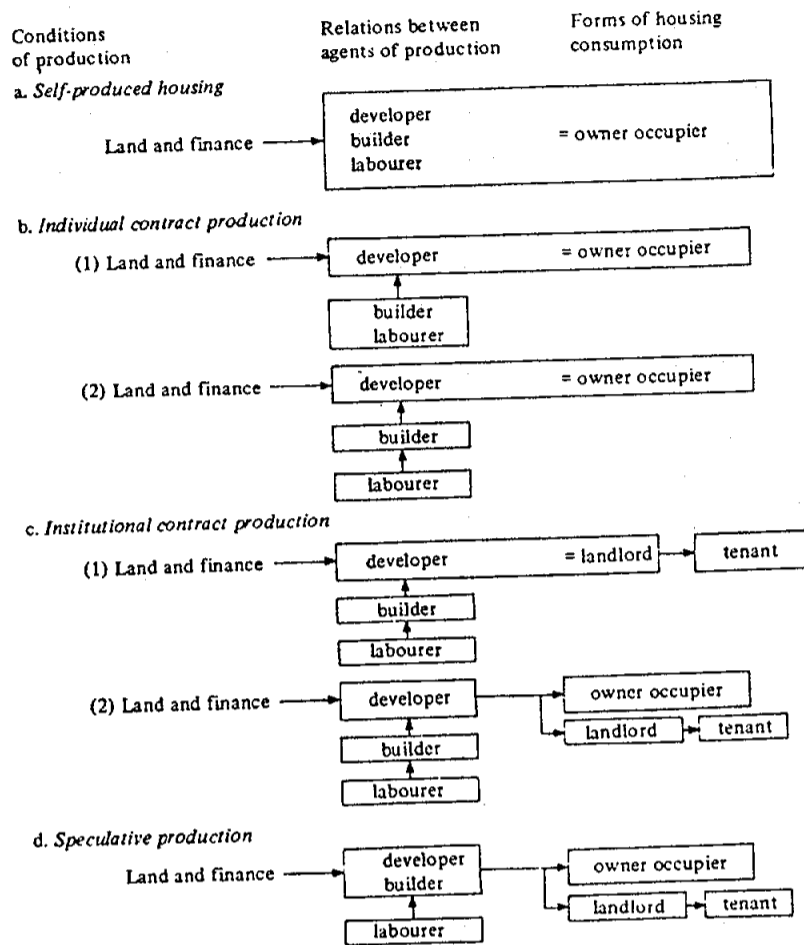 Conditions of production
Relations between agents of production
Forms of housing consumption
a. Self-produced housing
Land and finance
developer
builder
labourer
= owner occupier
b. Individual contract production
(1) Land and finance
developer
= owner occupier
builder
labourer
(2) Land and finance
developer
= owner occupier
builder
labourer
c. Institutional contract production
(1) Land and finance
developer
= landlord
tenant
builder
labourer
(2) Land and finance
developer
owner occupier
landlord
tenant
builder
labourer
d. Speculative production
Land and finance
developer
builder
owner occupier
landlord
tenant
labourer